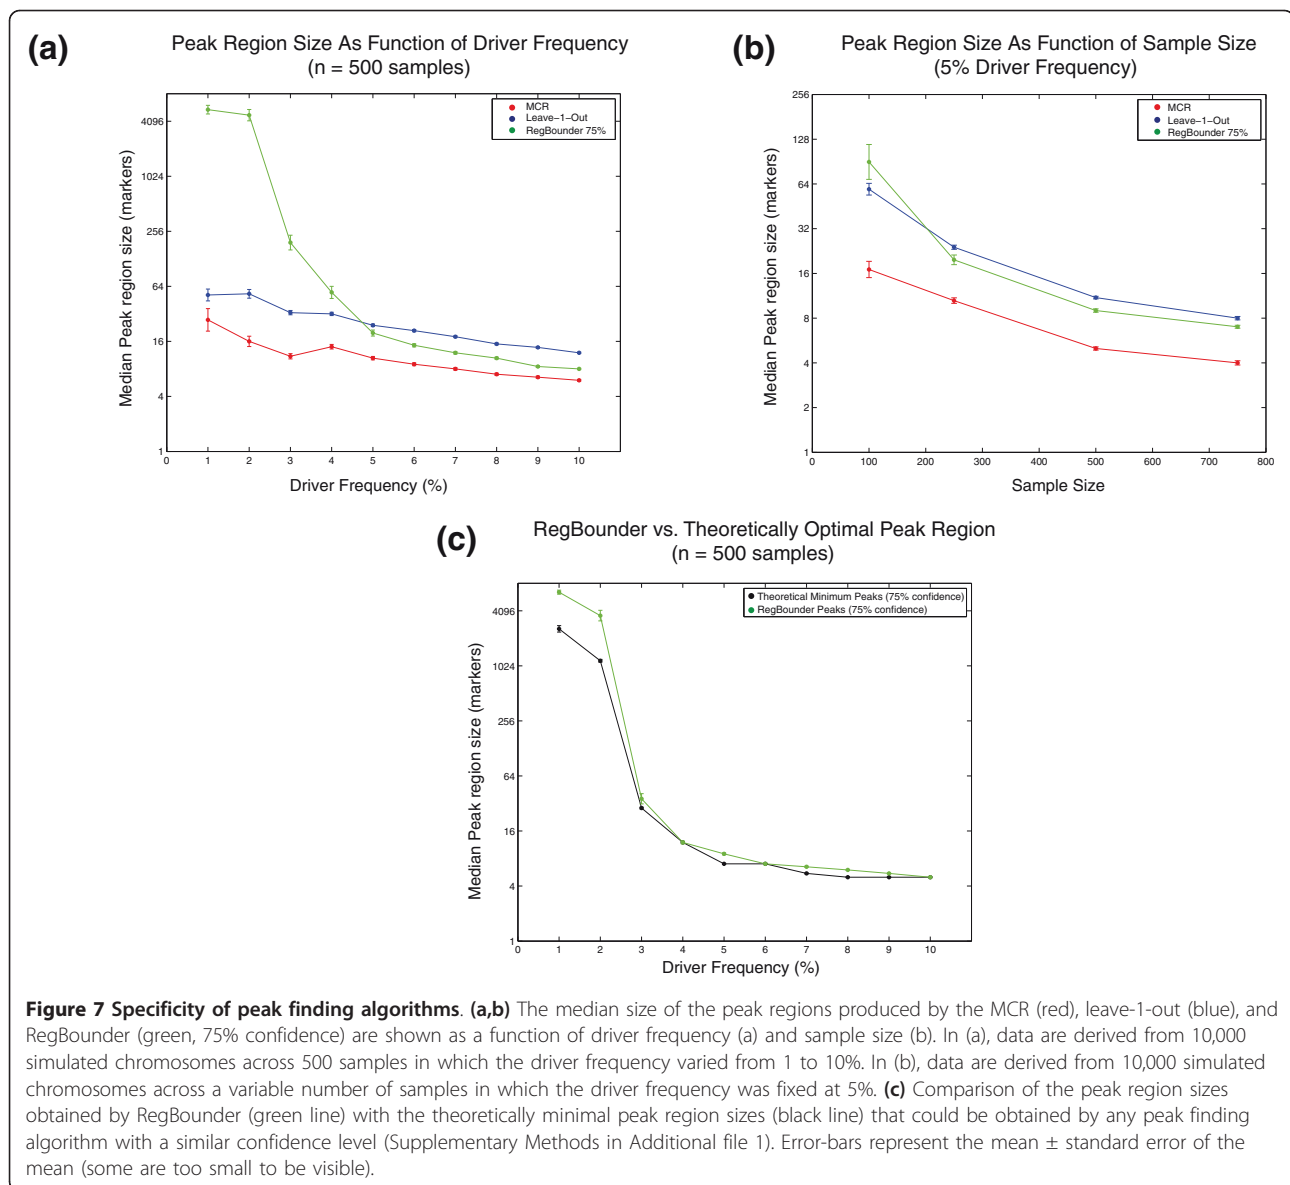 (a)
Peak Region Size As Function of Driver Frequency
(n = 500 samples)
MCR
Leave-1-Out
RegBounder 75%
Median Peak region size (markers)
4096
1024
256
64
16
4
1
0 1 2 3 4 5 6 7 8 9 10
Driver Frequency (%)
(b)
Peak Region Size As Function of Sample Size
(5% Driver Frequency)
MCR
Leave-1-Out
RegBounder 75%
Median Peak region size (markers)
256
128
64
32
16
8
4
2
1
0 100 200 300 400 500 600 700 800
Sample Size
(c)
RegBounder vs. Theoretically Optimal Peak Region
(n = 500 samples)
Theoretical Minimum Peaks (75% confidence)
RegBounder Peaks (75% confidence)
Median Peak region size (markers)
4096
1024
256
64
16
4
1
0 1 2 3 4 5 6 7 8 9 10
Driver Frequency (%)
Figure 7 Specificity of peak finding algorithms. (a,b) The median size of the peak regions produced by the MCR (red), leave-1-out (blue), and
RegBounder (green, 75% confidence) are shown as a function of driver frequency (a) and sample size (b). In (a), data are derived from 10,000
simulated chromosomes across 500 samples in which the driver frequency varied from 1 to 10%. In (b), data are derived from 10,000 simulated
chromosomes across a variable number of samples in which the driver frequency was fixed at 5%. (c) Comparison of the peak region sizes
obtained by RegBounder (green line) with the theoretically minimal peak region sizes (black line) that could be obtained by any peak finding
algorithm with a similar confidence level (Supplementary Methods in Additional file 1). Error-bars represent the mean ± standard error of the
mean (some are too small to be visible).